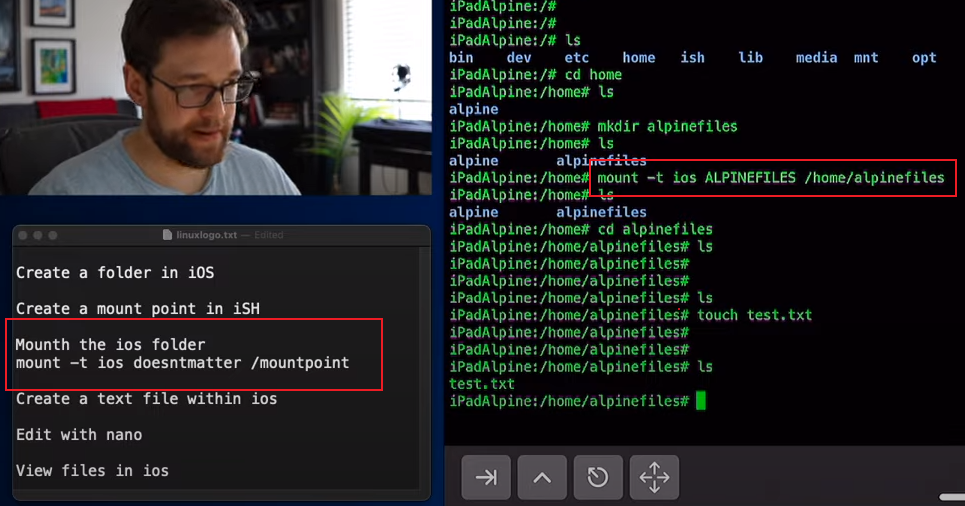 linuxlogo.txt — Edited
Create a folder in iOS
Create a mount point in iSH
Mounth the ios folder
mount -t ios doesntmatter /mountpoint
Create a text file within ios
Edit with nano
View files in ios
iPadAlpine:/#
iPadAlpine:/#
iPadAlpine:/# ls
bin dev etc home ish lib media mnt opt
iPadAlpine:/# cd home
iPadAlpine:/home# ls
alpine
iPadAlpine:/home# mkdir alpinefiles
iPadAlpine:/home# ls
alpine alpinefiles
iPadAlpine:/home# mount -t ios ALPINEFILES /home/alpinefiles
iPadAlpine:/home# ls
alpine alpinefiles
iPadAlpine:/home# cd alpinefiles
iPadAlpine:/home/alpinefiles# ls
iPadAlpine:/home/alpinefiles#
iPadAlpine:/home/alpinefiles#
iPadAlpine:/home/alpinefiles# ls
iPadAlpine:/home/alpinefiles# touch test.txt
iPadAlpine:/home/alpinefiles#
iPadAlpine:/home/alpinefiles#
iPadAlpine:/home/alpinefiles# ls
test.txt
iPadAlpine:/home/alpinefiles#